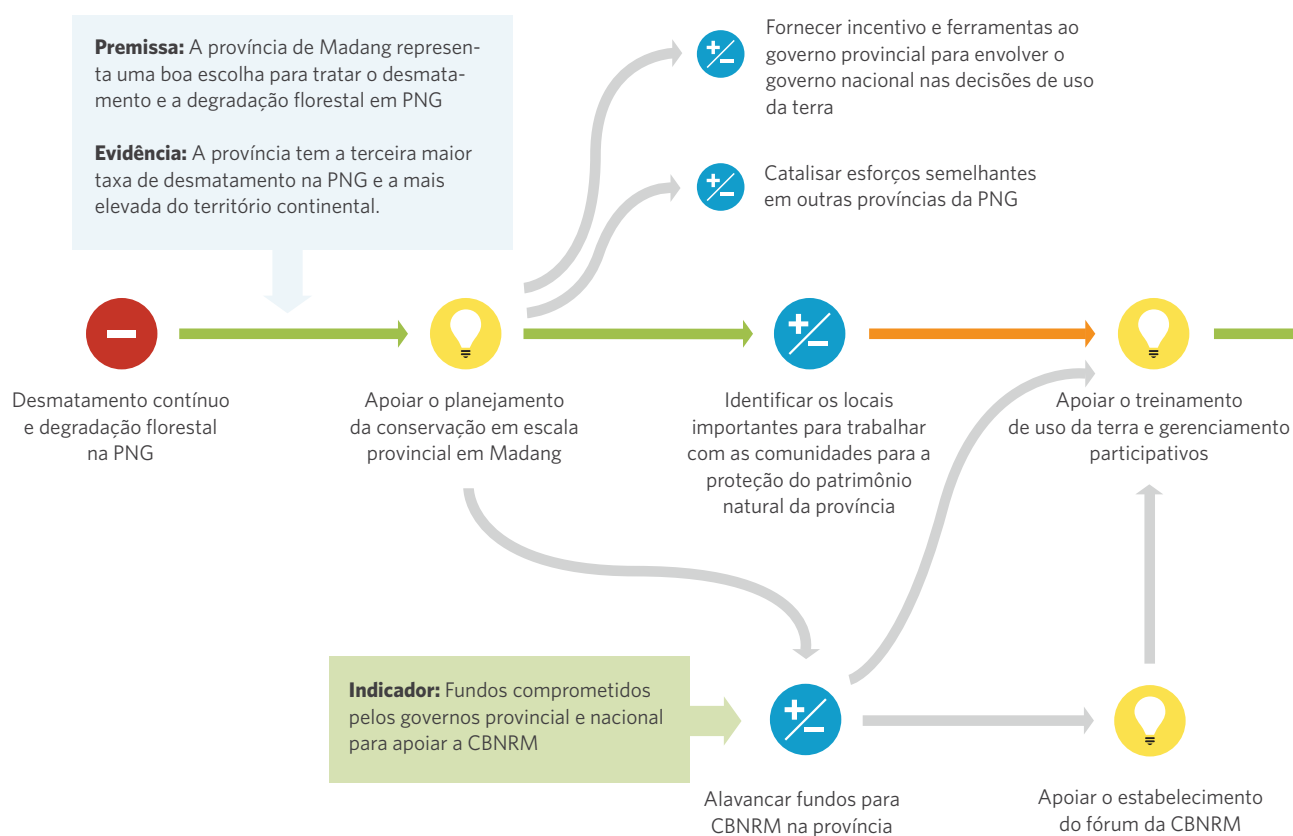 Premissa: A província de Madang represen-
ta uma boa escolha para tratar o desmata-
mento e a degradação florestal em PNG
Evidência: A província tem a terceira maior
taxa de desmatamento na PNG e a mais
elevada do território continental.
Fornecer incentivo e ferramentas ao
governo provincial para envolver o
governo nacional nas decisões de uso
da terra
Catalisar esforços semelhantes
em outras províncias da PNG
Desmatamento contínuo
e degradação florestal
na PNG
Apoiar o planejamento
da conservação em escala
provincial em Madang
Identificar os locais
importantes para trabalhar
com as comunidades para a
proteção do patrimônio
natural da província
Apoiar o treinamento
de uso da terra e gerenciamento
participativos
Indicador: Fundos comprometidos
pelos governos provincial e nacional
para apoiar a CBNRM
Alavancar fundos para
CBNRM na província
Apoiar o estabelecimento
do fórum da CBNRM